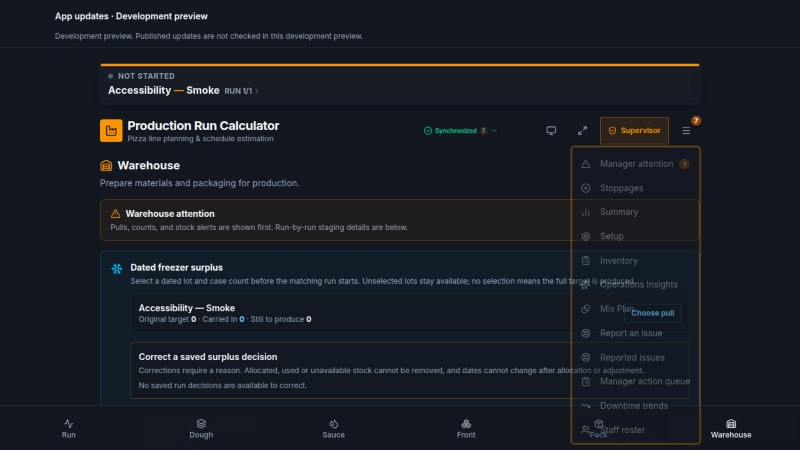 App updates · Development preview
Development preview. Published updates are not checked in this development preview.
NOT STARTED
Accessibility — Smoke RUN 1/1 ›
Production Run Calculator
Pizza line planning & schedule estimation
Synchronized 2
Supervisor
7
Warehouse
Prepare materials and packaging for production.
Warehouse attention
Pulls, counts, and stock alerts are shown first. Run-by-run staging details are below.
Dated freezer surplus
Select a dated lot and case count before the matching run starts. Unselected lots stay available; no selection means the full target is produced.
Accessibility — Smoke
Original target 0 · Carried in 0 · Still to produce 0
Choose pull
Correct a saved surplus decision
Corrections require a reason. Allocated, used or unavailable stock cannot be removed, and dates cannot change after allocation or adjustment.
No saved run decisions are available to correct.
Manager attention
Stoppages
Summary
Setup
Inventory
Operations Insights
Mix Plan
Report an issue
Reported issues
Manager action queue
Downtime trends
Staff roster
Run
Dough
Sauce
Front
Pack
Warehouse